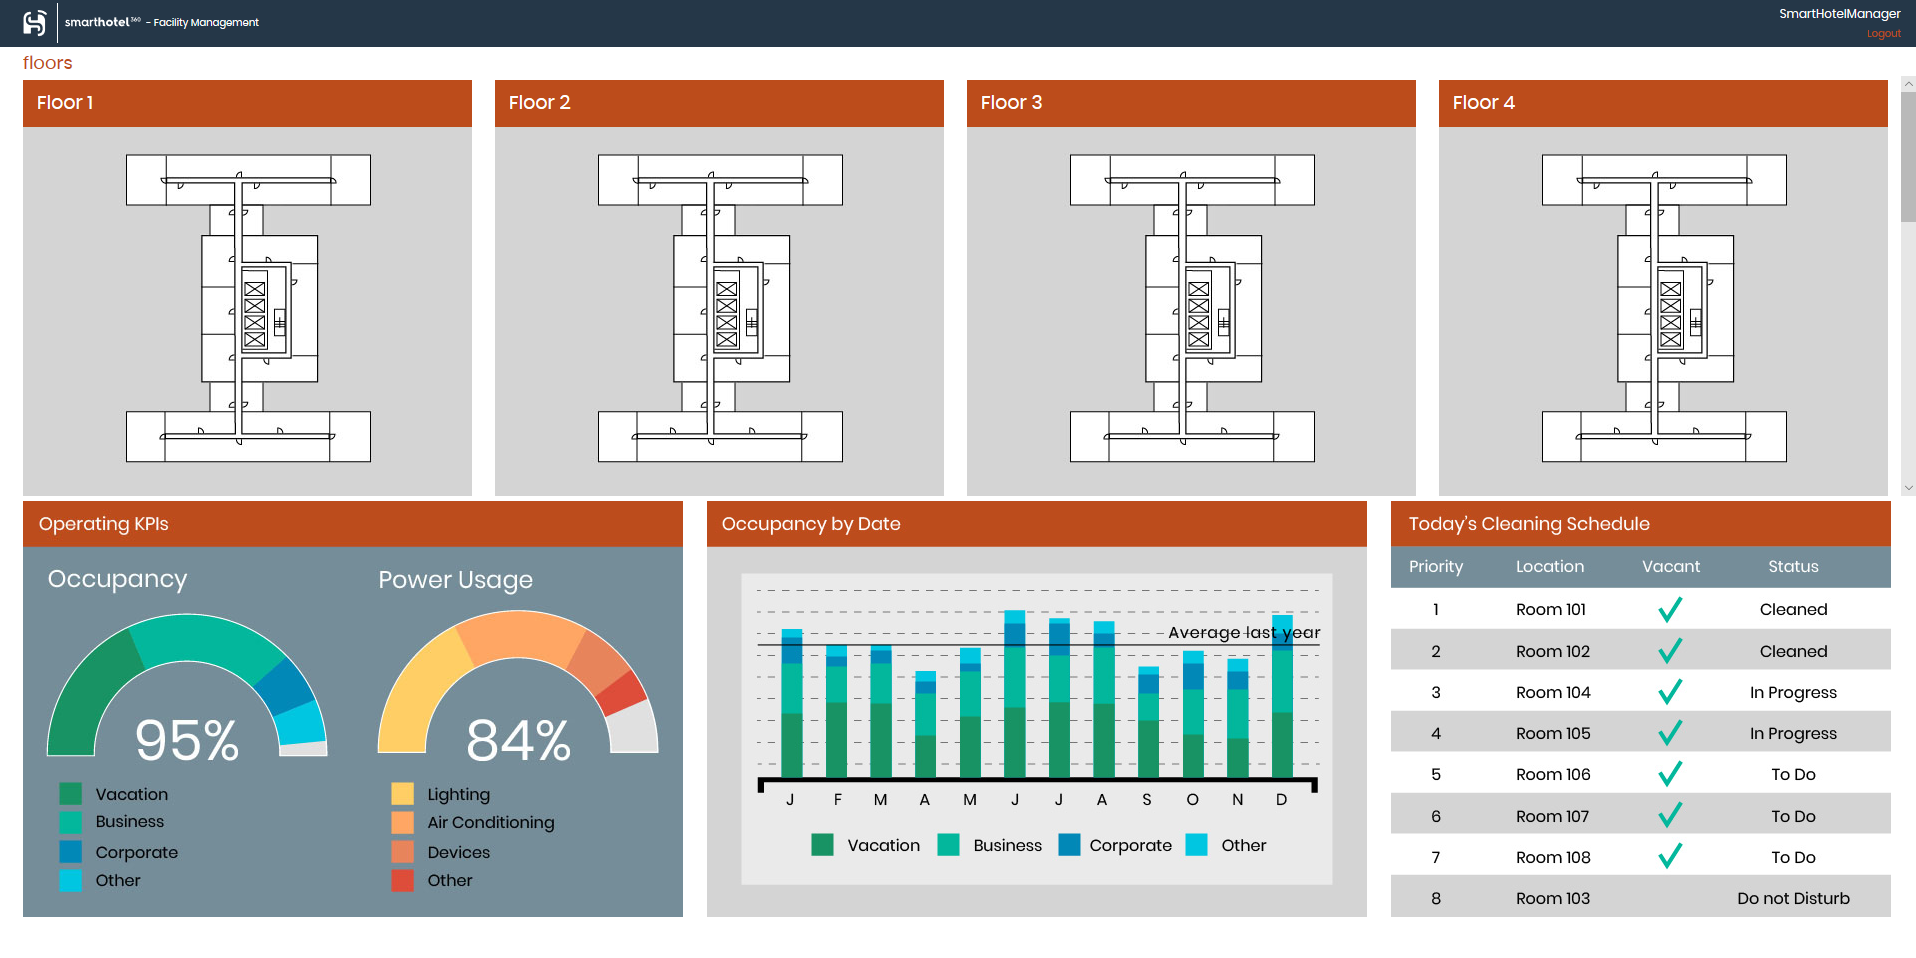 smarthotel360 - Facility Management
SmartHotelManager
Logout
floors
Floor 1
Floor 2
Floor 3
Floor 4
Operating KPIs
Occupancy
Power Usage
95%
84%
Vacation
Business
Corporate
Other
Lighting
Air Conditioning
Devices
Other
Occupancy by Date
Average last year
J F M A M J J A S O N D
Vacation Business Corporate Other
Today's Cleaning Schedule
Priority Location Vacant Status
1 Room 101 Cleaned
2 Room 102 Cleaned
3 Room 104 In Progress
4 Room 105 In Progress
5 Room 106 To Do
6 Room 107 To Do
7 Room 108 To Do
8 Room 103 Do not Disturb